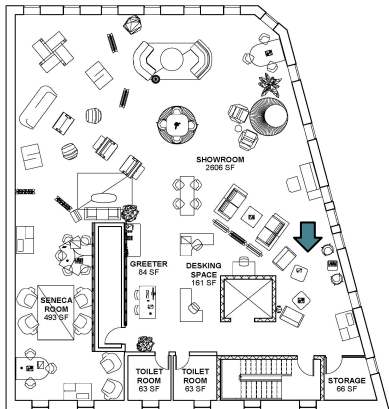 SHOWROOM
2606 SF
GREETER
84 SF
DESKING
SPACE
161 SF
SENECA
ROOM
493 SF
TOILET
ROOM
63 SF
TOILET
ROOM
63 SF
STORAGE
66 SF